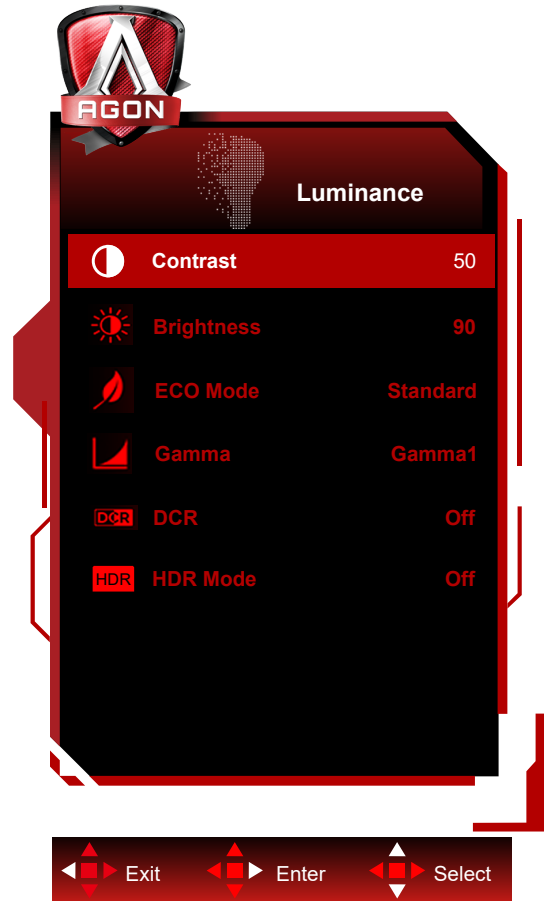 AGON
Luminance
Contrast 50
Brightness 90
ECO Mode Standard
Gamma Gamma1
DCR DCR Off
HDR HDR Mode Off
Exit Enter Select